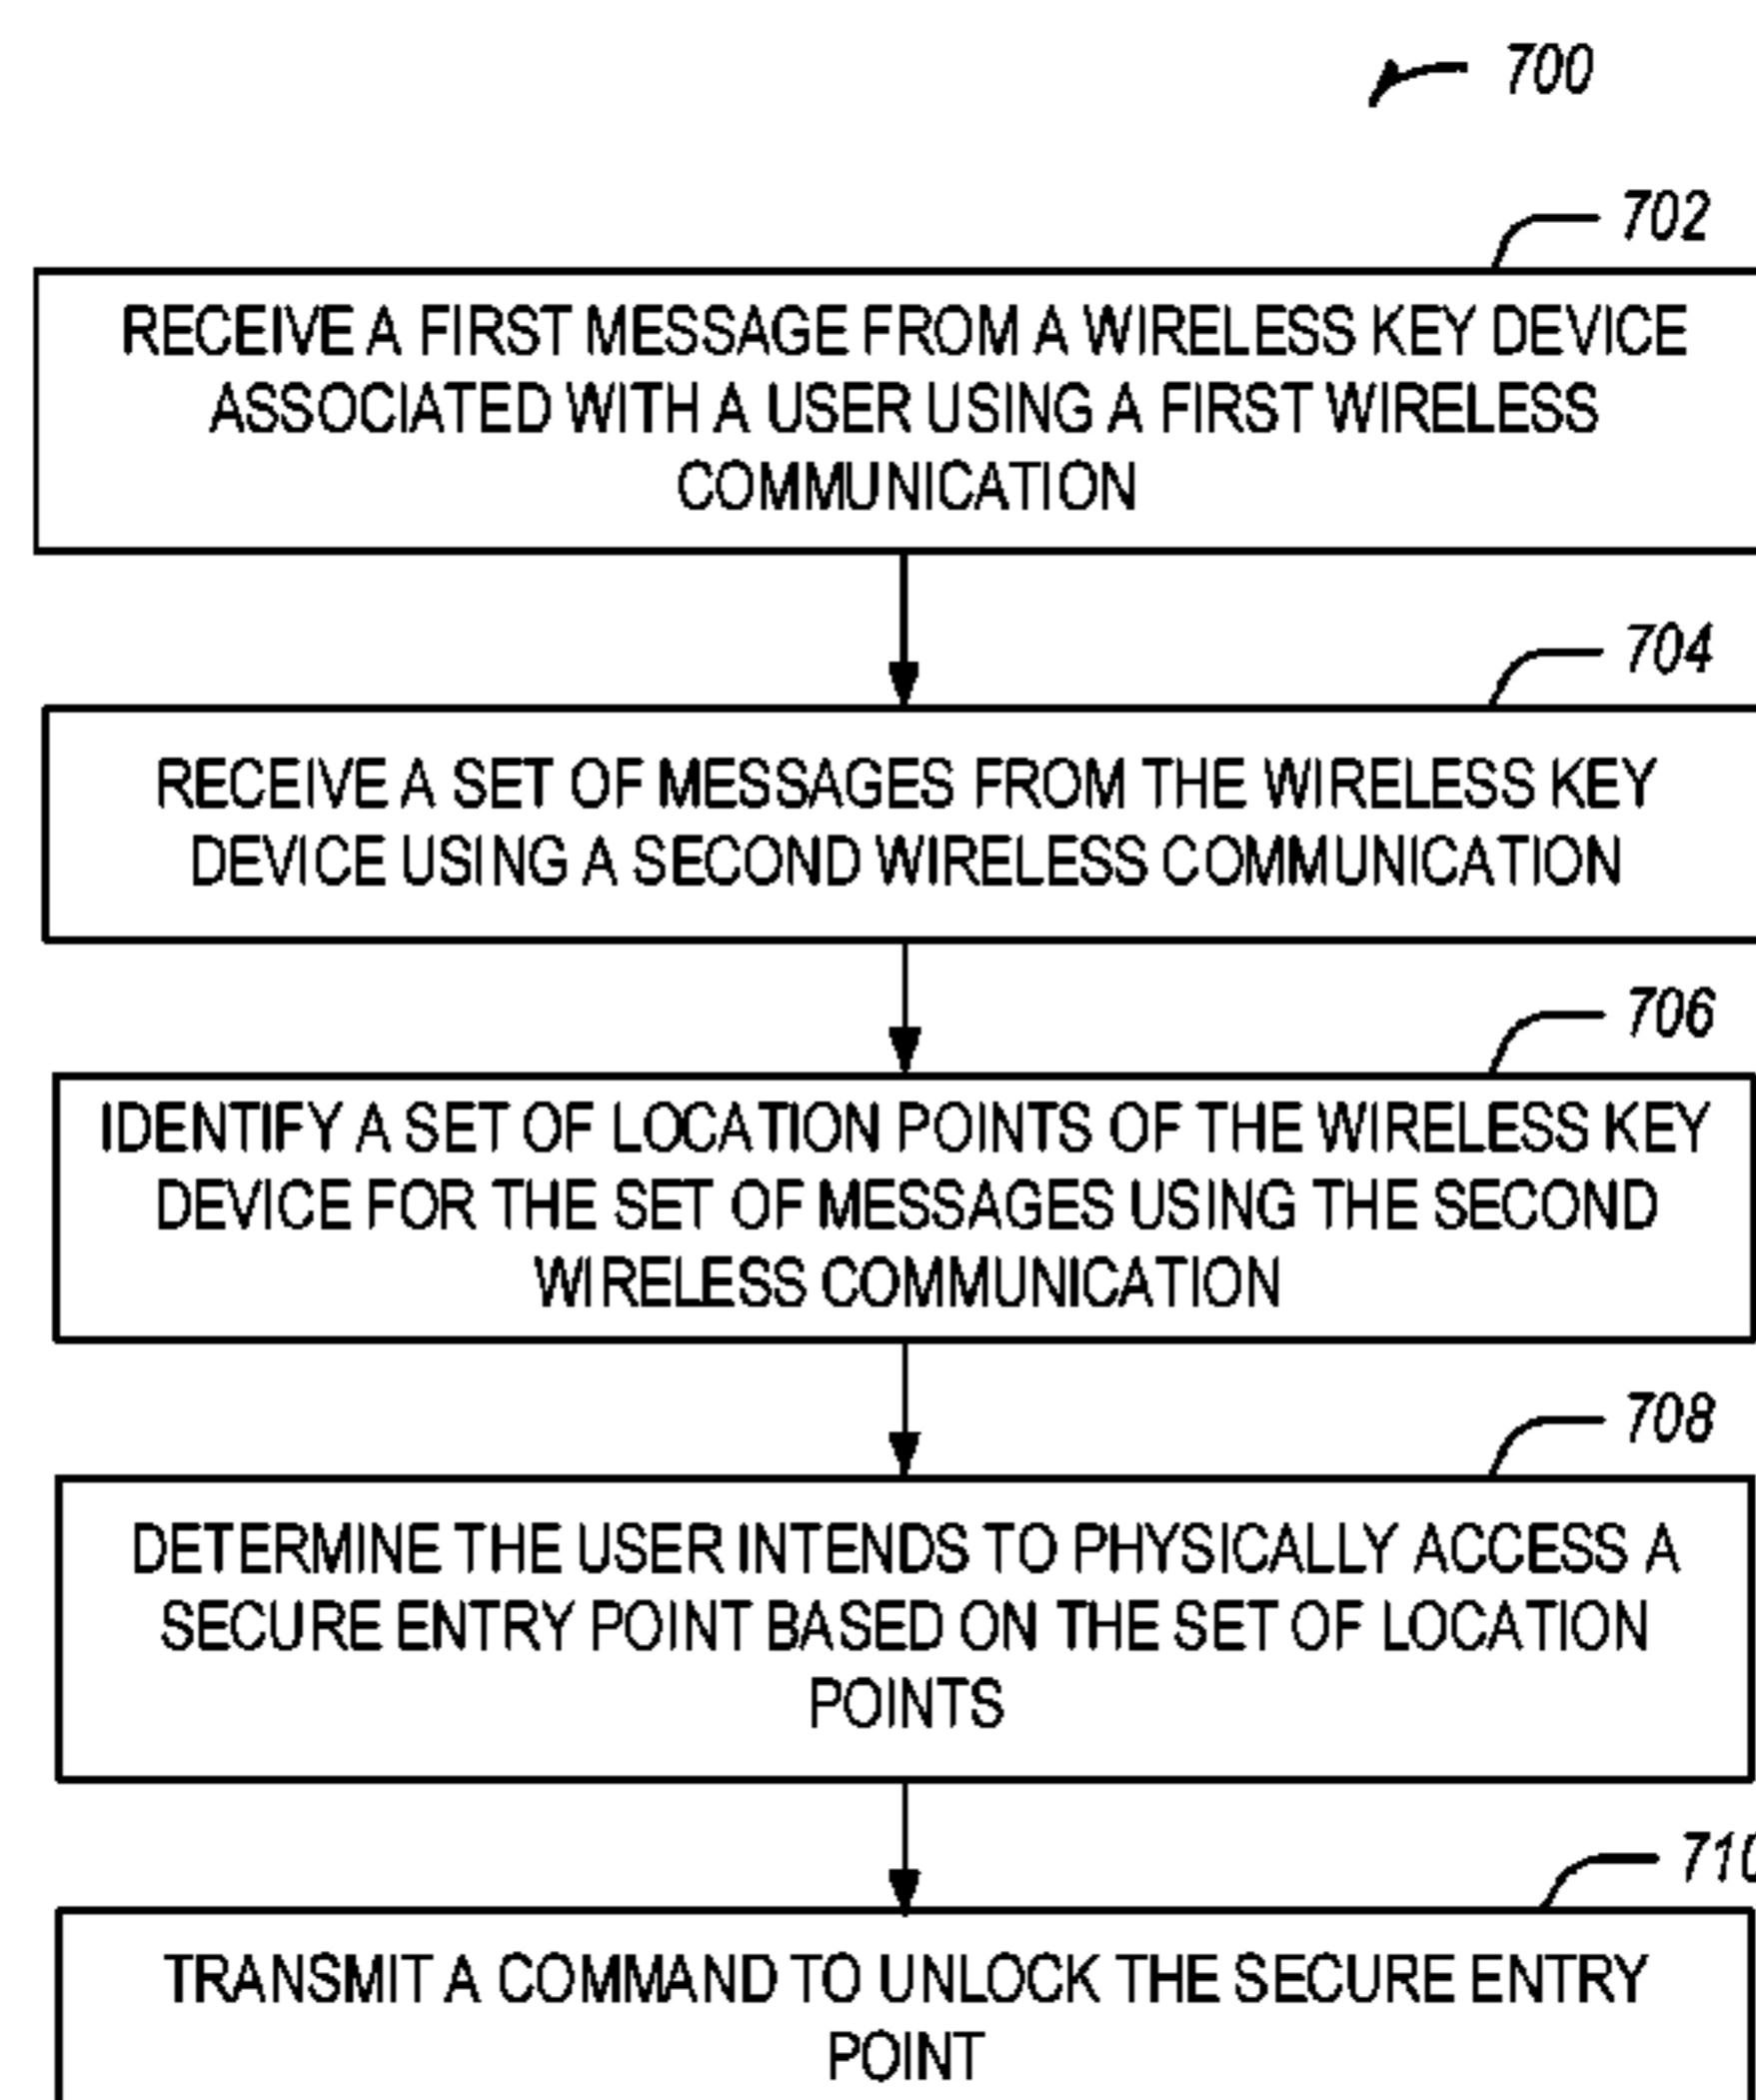 700
702
RECEIVE A FIRST MESSAGE FROM A WIRELESS KEY DEVICE
ASSOCIATED WITH A USER USING A FIRST WIRELESS
COMMUNICATION
704
RECEIVE A SET OF MESSAGES FROM THE WIRELESS KEY
DEVICE USING A SECOND WIRELESS COMMUNICATION
706
IDENTIFY A SET OF LOCATION POINTS OF THE WIRELESS KEY
DEVICE FOR THE SET OF MESSAGES USING THE SECOND
WIRELESS COMMUNICATION
708
DETERMINE THE USER INTENDS TO PHYSICALLY ACCESS A
SECURE ENTRY POINT BASED ON THE SET OF LOCATION
POINTS
710
TRANSMIT A COMMAND TO UNLOCK THE SECURE ENTRY
POINT